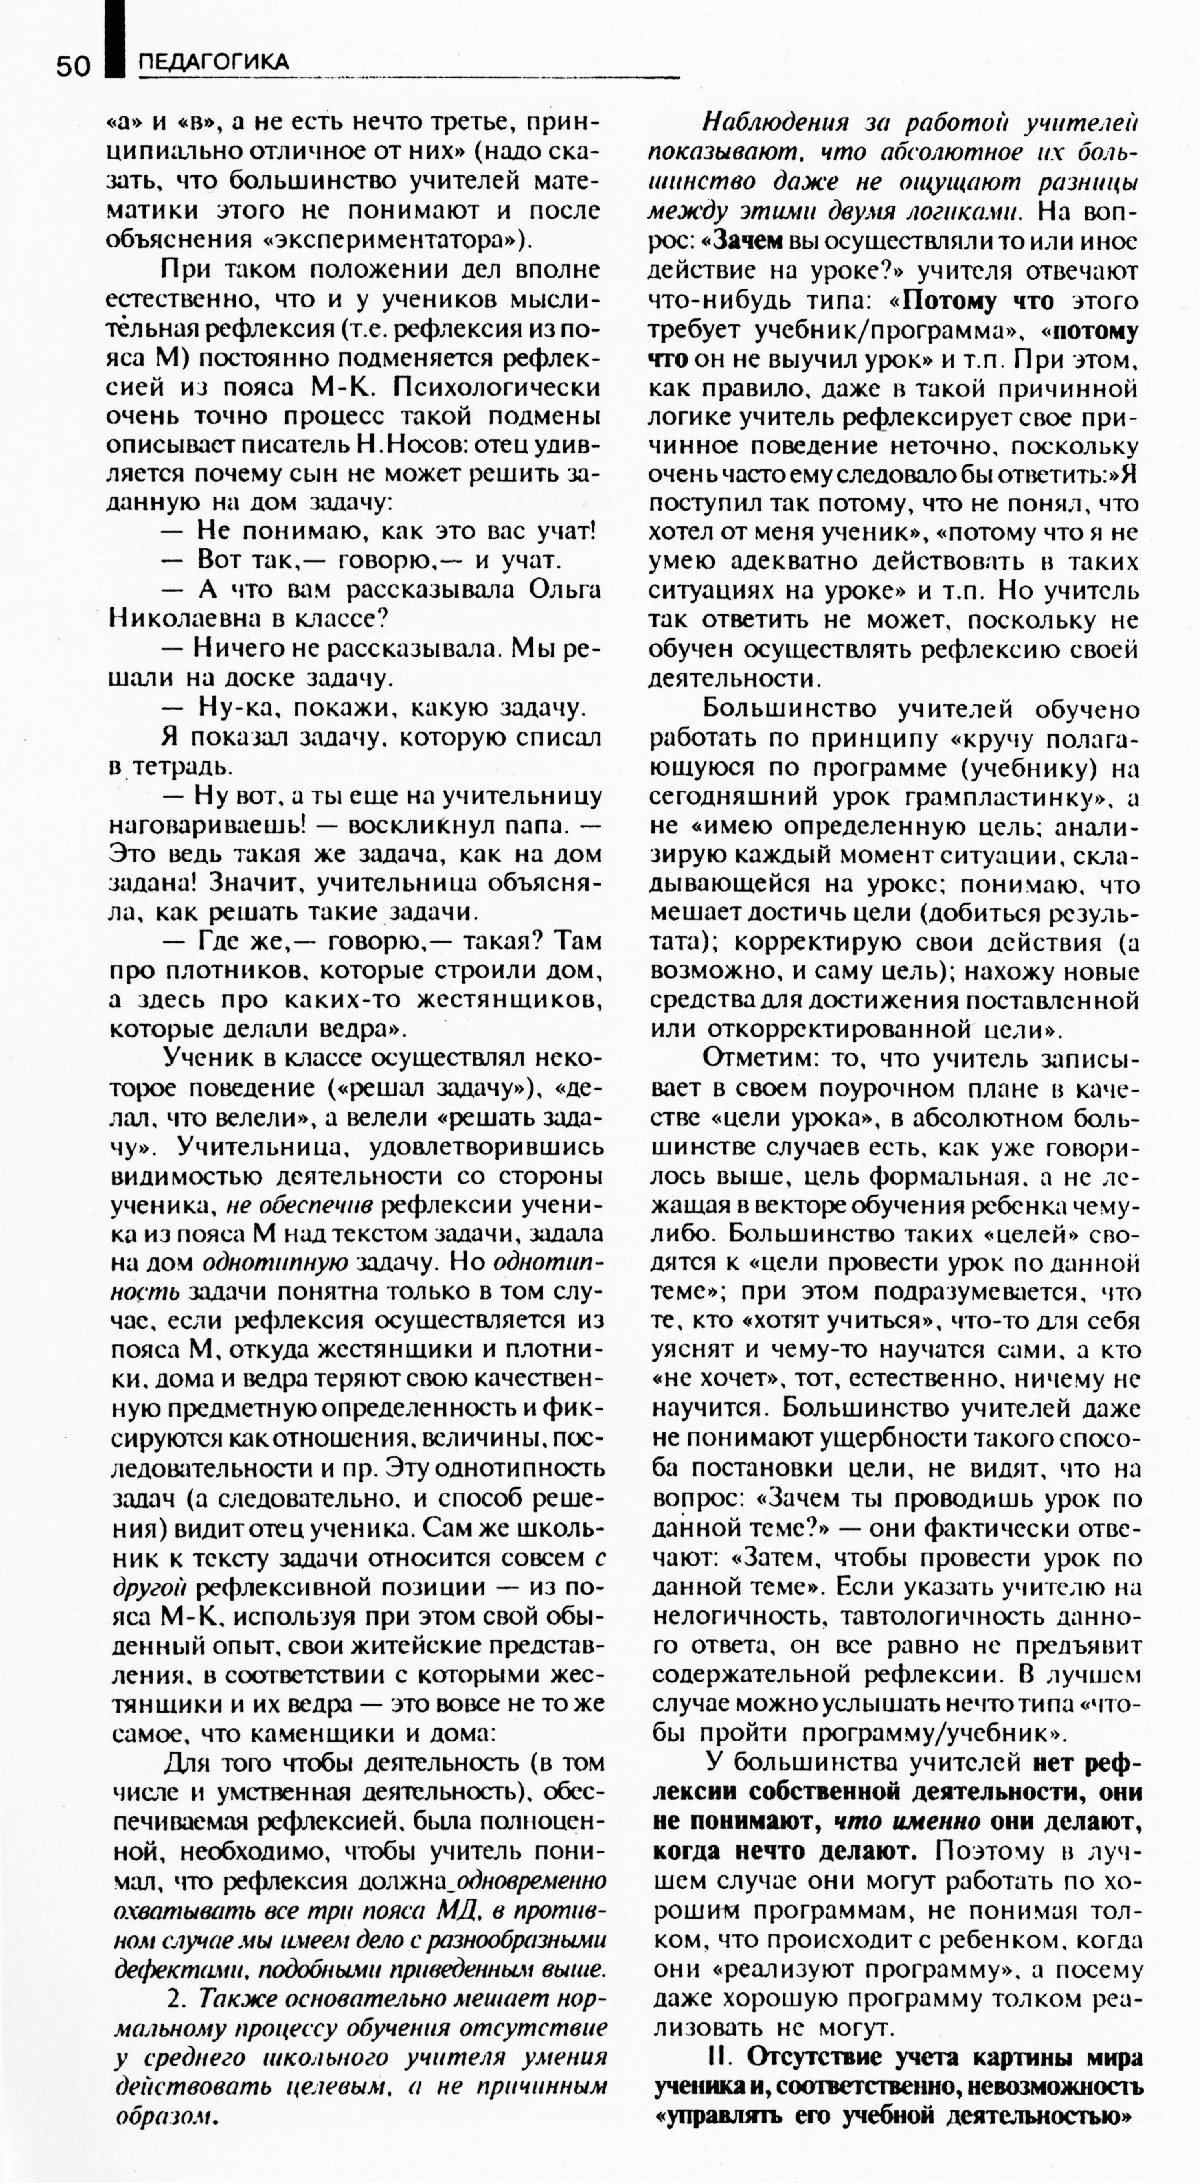 50
ПЕДАГОГИКА
«а» и «в», а не есть нечто третье, прин-
ципиально отличное от них» (надо ска-
зать, что большинство учителей мате-
матики этого не понимают и после
объяснения «экспериментатора»).
При таком положении дел вполне
естественно, что и у учеников мысли-
тельная рефлексия (т.е. рефлексия из по-
яса М) постоянно подменяется рефлек-
сией из пояса М-К. Психологически
очень точно процесс такой подмены
описывает писатель Н.Носов: отец удив-
ляется почему сын не может решить за-
данную на дом задачу:
— Не понимаю, как это вас учат!
— Вот так,— говорю,— и учат.
— А что вам рассказывала Ольга
Николаевна в классе?
— Ничего не рассказывала. Мы ре-
шали на доске задачу.
— Ну-ка, покажи, какую задачу.
Я показал задачу, которую списал
в тетрадь.
— Ну вот, а ты еще на учительницу
наговариваешь! — воскликнул папа. —
Это ведь такая же задача, как на дом
задана! Значит, учительница объясня-
ла, как решать такие задачи.
— Где же,— говорю,— такая? Там
про плотников, которые строили дом,
а здесь про каких-то жестянщиков,
которые делали ведра».
Ученик в классе осуществлял неко-
торое поведение («решал задачу»), «де-
лал, что велели», а велели «решать зада-
чу». Учительница, удовлетворившись
видимостью деятельности со стороны
ученика, не обеспечив рефлексии учени-
ка из пояса М над текстом задачи, задала
на дом однотипную задачу. Но однотип-
ность задачи понятна только в том слу-
чае, если рефлексия осуществляется из
пояса М, откуда жестянщики и плотни-
ки, дома и ведра теряют свою качествен-
ную предметную определенность и фик-
сируются как отношения, величины, пос-
ледовательности и пр. Эту однотипность
задач (а следовательно, и способ реше-
ния) видит отец ученика. Сам же школь-
ник к тексту задачи относится совсем с
другой рефлексивной позиции — из по-
яса М-К, используя при этом свой обы-
денный опыт, свои житейские представ-
ления, в соответствии с которыми жес-
тянщики и их ведра — это вовсе не то же
самое, что каменщики и дома:
Для того чтобы деятельность (в том
числе и умственная деятельность), обес-
печиваемая рефлексией, была полноцен-
ной, необходимо, чтобы учитель пони-
мал, что рефлексия должна одновременно
охватывать все три пояса МД, в против-
ном случае мы имеем дело с разнообразными
дефектами, подобными приведенным выше.
2. Также основательно мешает нор-
мальному процессу обучения отсутствие
у среднего школьного учителя умения
действовать целевым, а не причинным
образом.
Наблюдения за работой учителей
показывают, что абсолютное их боль-
шинство даже не ощущают разницы
между этими двумя логиками. На воп-
рос: «Зачем вы осуществляли то или иное
действие на уроке?» учителя отвечают
что-нибудь типа: «Потому что этого
требует учебник/программа», «потому
что он не выучил урок» и т.п. При этом,
как правило, даже в такой причинной
логике учитель рефлексирует свое при-
чинное поведение неточно, поскольку
очень часто ему следовало бы ответить:»Я
поступил так потому, что не понял, что
хотел от меня ученик», «потому что я не
умею адекватно действовать в таких
ситуациях на уроке» и т.п. Но учитель
так ответить не может, поскольку не
обучен осуществлять рефлексию своей
деятельности.
Большинство учителей обучено
работать по принципу «кручу полага-
ющуюся по программе (учебнику) на
сегодняшний урок грампластинку», а
не «имею определенную цель; анали-
зирую каждый момент ситуации, скла-
дывающейся на уроке; понимаю, что
мешает достичь цели (добиться резуль-
тата); корректирую свои действия (а
возможно, и саму цель); нахожу новые
средства для достижения поставленной
или откорректированной цели».
Отметим: то, что учитель записы-
вает в своем поурочном плане в каче-
стве «цели урока», в абсолютном боль-
шинстве случаев есть, как уже говори-
лось выше, цель формальная, а не ле-
жащая в векторе обучения ребенка чему-
либо. Большинство таких «целей» сво-
дятся к «цели провести урок по данной
теме»; при этом подразумевается, что
те, кто «хотят учиться», что-то для себя
уяснят и чему-то научатся сами, а кто
«не хочет», тот, естественно, ничему не
научится. Большинство учителей даже
не понимают ущербности такого спосо-
ба постановки цели, не видят, что на
вопрос: «Зачем ты проводишь урок по
данной теме?» — они фактически отве-
чают: «Затем, чтобы провести урок по
данной теме». Если указать учителю на
нелогичность, тавтологичность данно-
го ответа, он все равно не предъявит
содержательной рефлексии. В лучшем
случае можно услышать нечто типа «что-
бы пройти программу/учебник».
У большинства учителей нет реф-
лексии собственной деятельности, они
не понимают, что именно они делают,
когда нечто делают. Поэтому в луч-
шем случае они могут работать по хо-
рошим программам, не понимая тол-
ком, что происходит с ребенком, когда
они «реализуют программу», а посему
даже хорошую программу толком реа-
лизовать не могут.
II. Отсутствие учета картины мира
ученика и, соответственно, невозможность
«управлять его учебной деятельностью»